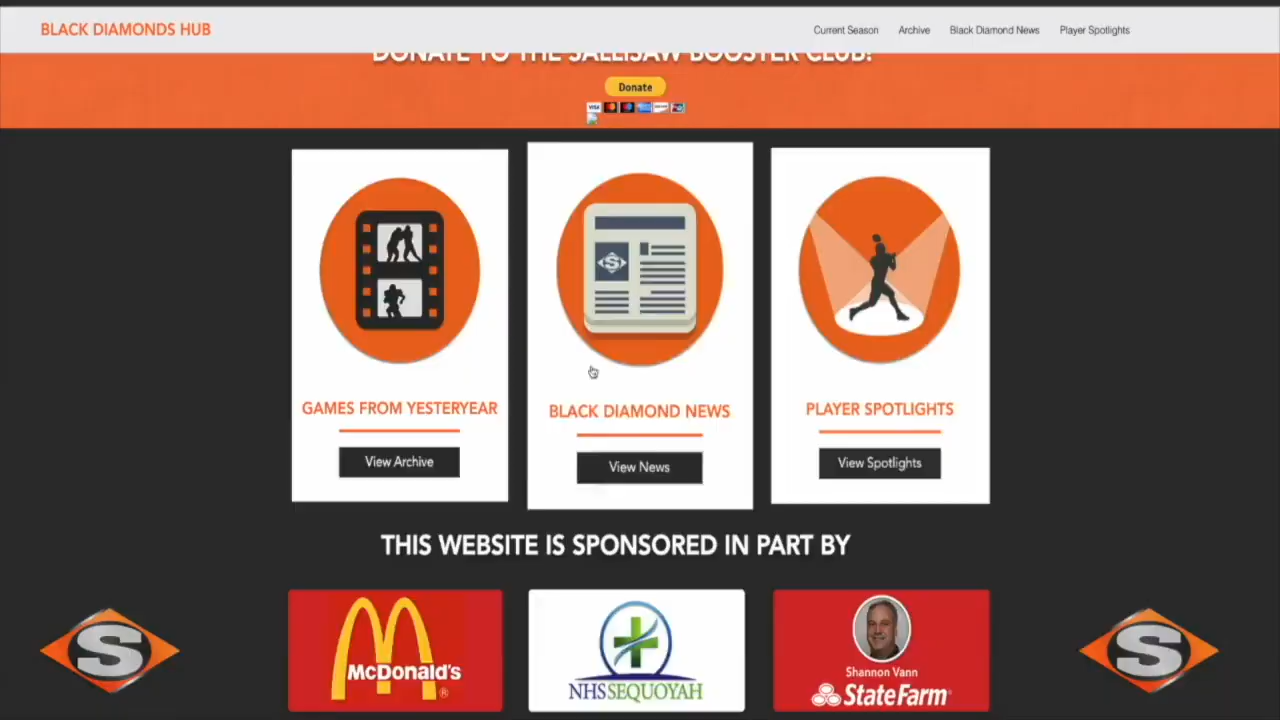 BLACK DIAMONDS HUB
Current Season Archive Black Diamond News Player Spotlights
DONATE TO THE SALLISAW BOOSTER CLUB!
Donate
VISA
S
GAMES FROM YESTERYEAR
BLACK DIAMOND NEWS
PLAYER SPOTLIGHTS
View Archive
View News
View Spotlights
THIS WEBSITE IS SPONSORED IN PART BY
S
McDonald's®
NHSSEQUOYAH
Shannon Vann
StateFarm®
S